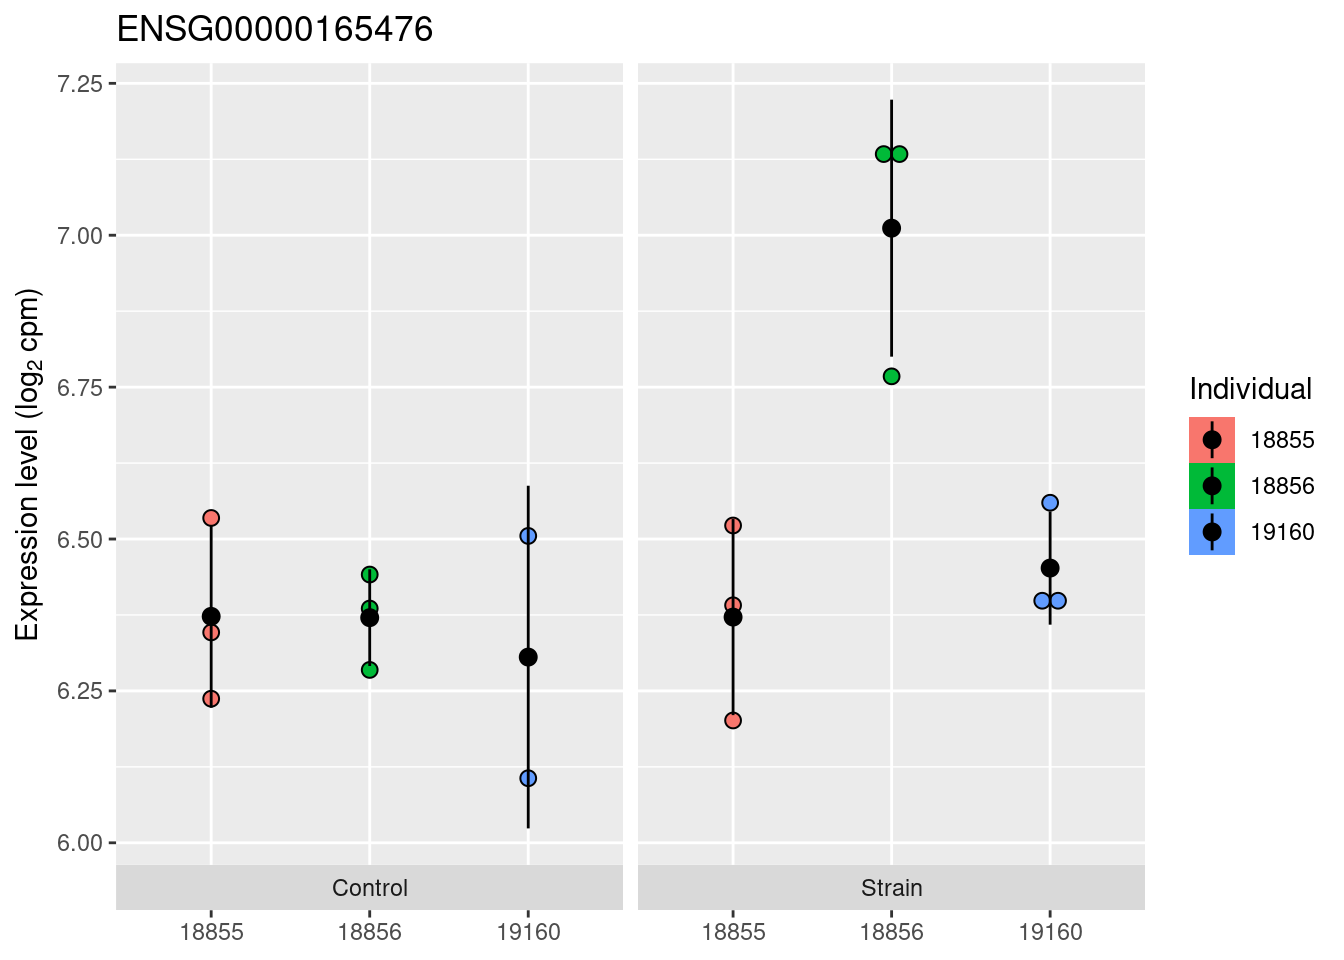 ENSG00000165476
7.25
7.00
6.75
6.50
6.25
6.00
Expression level (log₂ cpm)
Control
Strain
18855 18856 19160
18855 18856 19160
Individual
18855
18856
19160